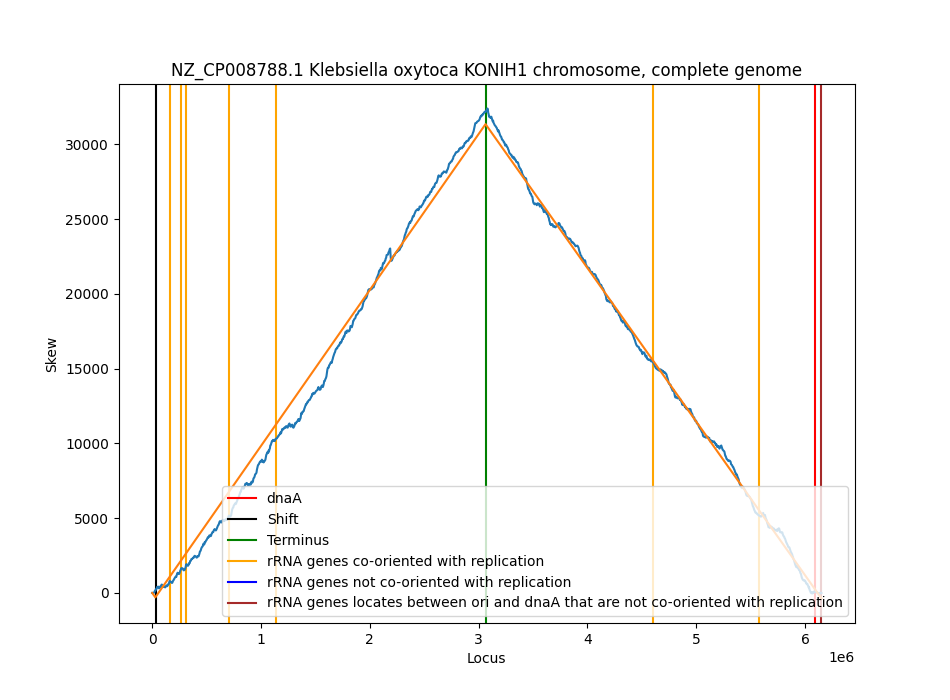 NZ_CP008788.1 Klebsiella oxytoca KONIH1 chromosome, complete genome
30000
25000
20000
15000
10000
5000
0
Skew
dnaA
Shift
Terminus
rRNA genes co-oriented with replication
rRNA genes not co-oriented with replication
rRNA genes locates between ori and dnaA that are not co-oriented with replication
0 1 2 3 4 5 6
1e6
Locus